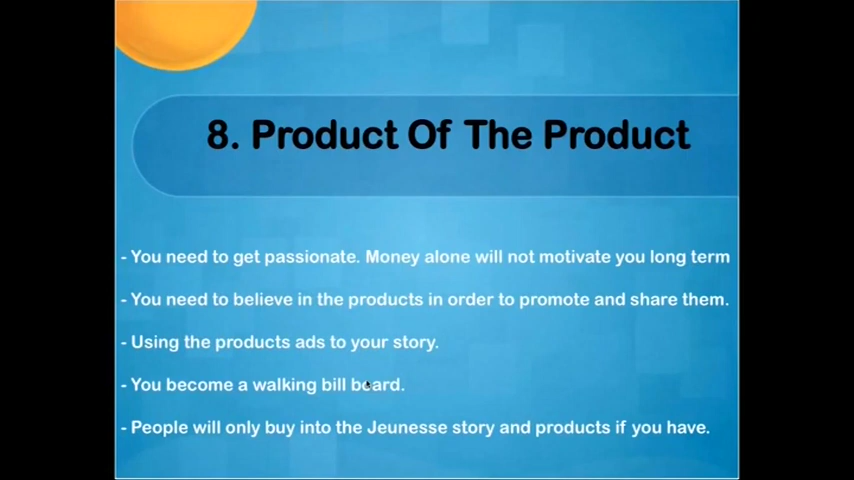 8. Product Of The Product
- You need to get passionate. Money alone will not motivate you long term
- You need to believe in the products in order to promote and share them.
- Using the products ads to your story.
- You become a walking bill board.
- People will only buy into the Jeunesse story and products if you have.